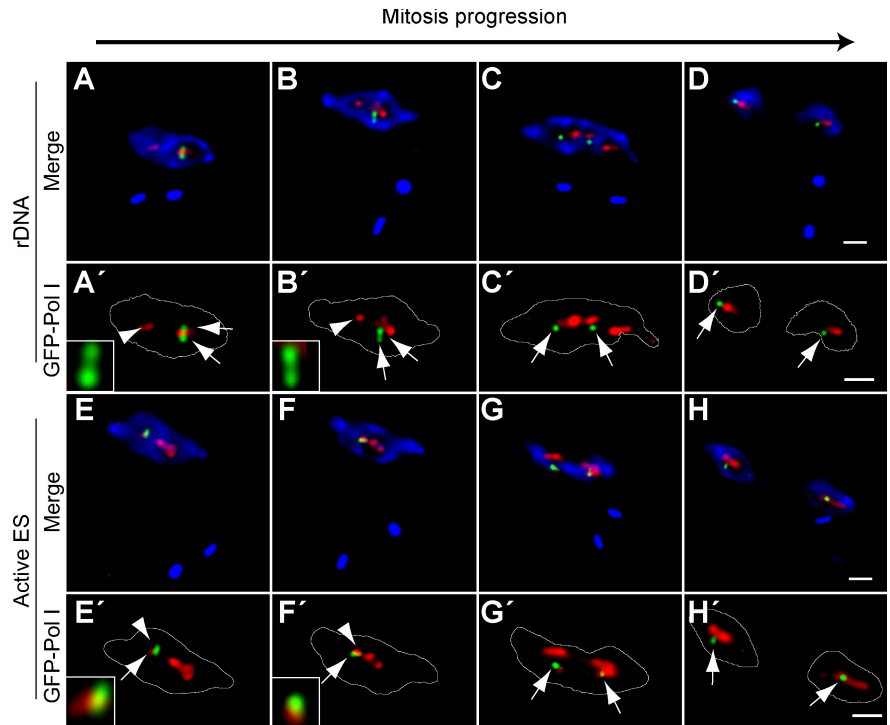 Mitosis progression
A
B
C
D
Merge
rDNA
A´
B´
C´
D´
GFP-Pol I
E
F
G
H
Merge
Active ES
E´
F´
G´
H´
GFP-Pol I